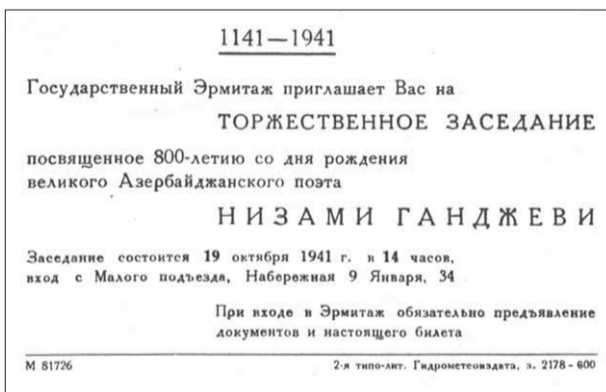 1141—1941
Государственный Эрмитаж приглашает Вас на
ТОРЖЕСТВЕННОЕ ЗАСЕДАНИЕ
посвященное 800-летию со дня рождения
великого Азербайджанского поэта
НИЗАМИ ГАНДЖЕВИ
Заседание состоится 19 октября 1941 г. в 14 часов,
вход с Малого подъезда, Набережная 9 Января, 34
При входе в Эрмитаж обязательно предъявление
документов и настоящего билета
М 81726
2-я типо-лит. Гидрометеоиздата, з. 2178 - 600